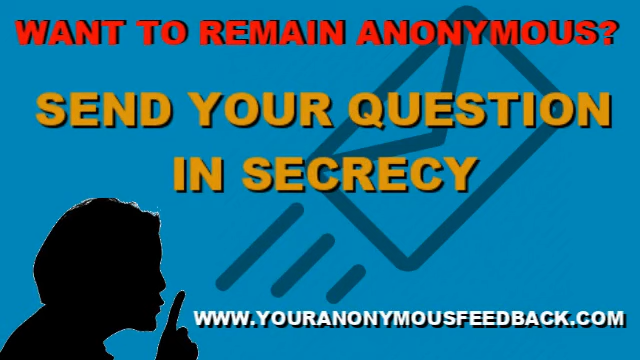 WANT TO REMAIN ANONYMOUS?
SEND YOUR QUESTION
IN SECRECY
WWW.YOURANONYMOUSFEEDBACK.COM